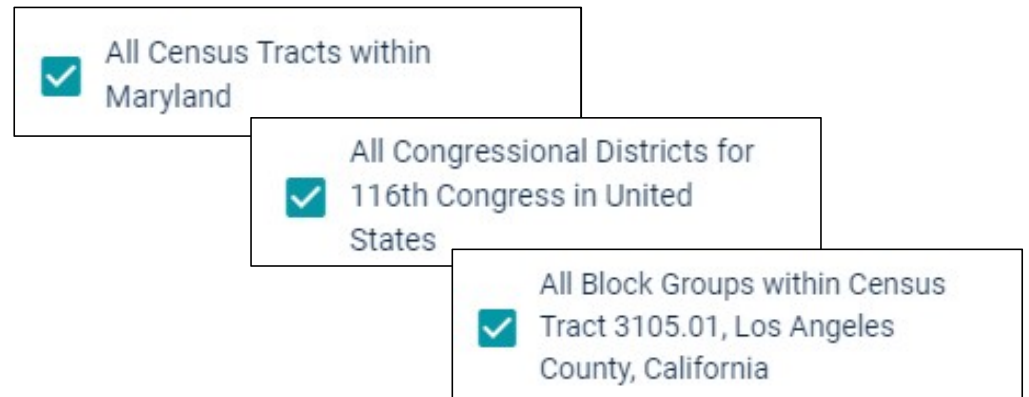 All Census Tracts within
Maryland
All Congressional Districts for
116th Congress in United
States
All Block Groups within Census
Tract 3105.01, Los Angeles
County, California